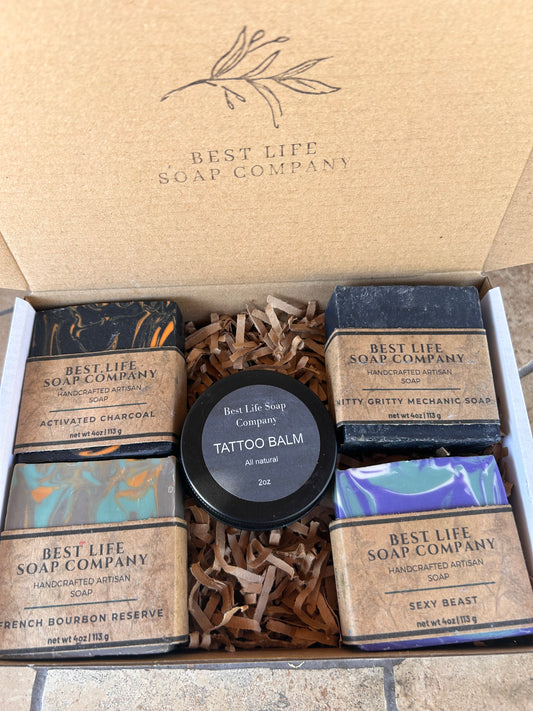 BEST LIFE
SOAP COMPANY
BEST LIFE
SOAP COMPANY
HANDCRAFTED ARTISAN
SOAP
ACTIVATED CHARCOAL
net wt 4oz | 113 g
BEST LIFE
SOAP COMPANY
HANDCRAFTED ARTISAN
SOAP
NITTY GRITTY MECHANIC SOAP
net wt 4oz | 113 g
Best Life Soap
Company
TATTOO BALM
All natural
2oz
BEST LIFE
SOAP COMPANY
HANDCRAFTED ARTISAN
SOAP
FRENCH BOURBON RESERVE
net wt 4oz | 113 g
BEST LIFE
SOAP COMPANY
HANDCRAFTED ARTISAN
SOAP
SEXY BEAST
net wt 4oz | 113 g